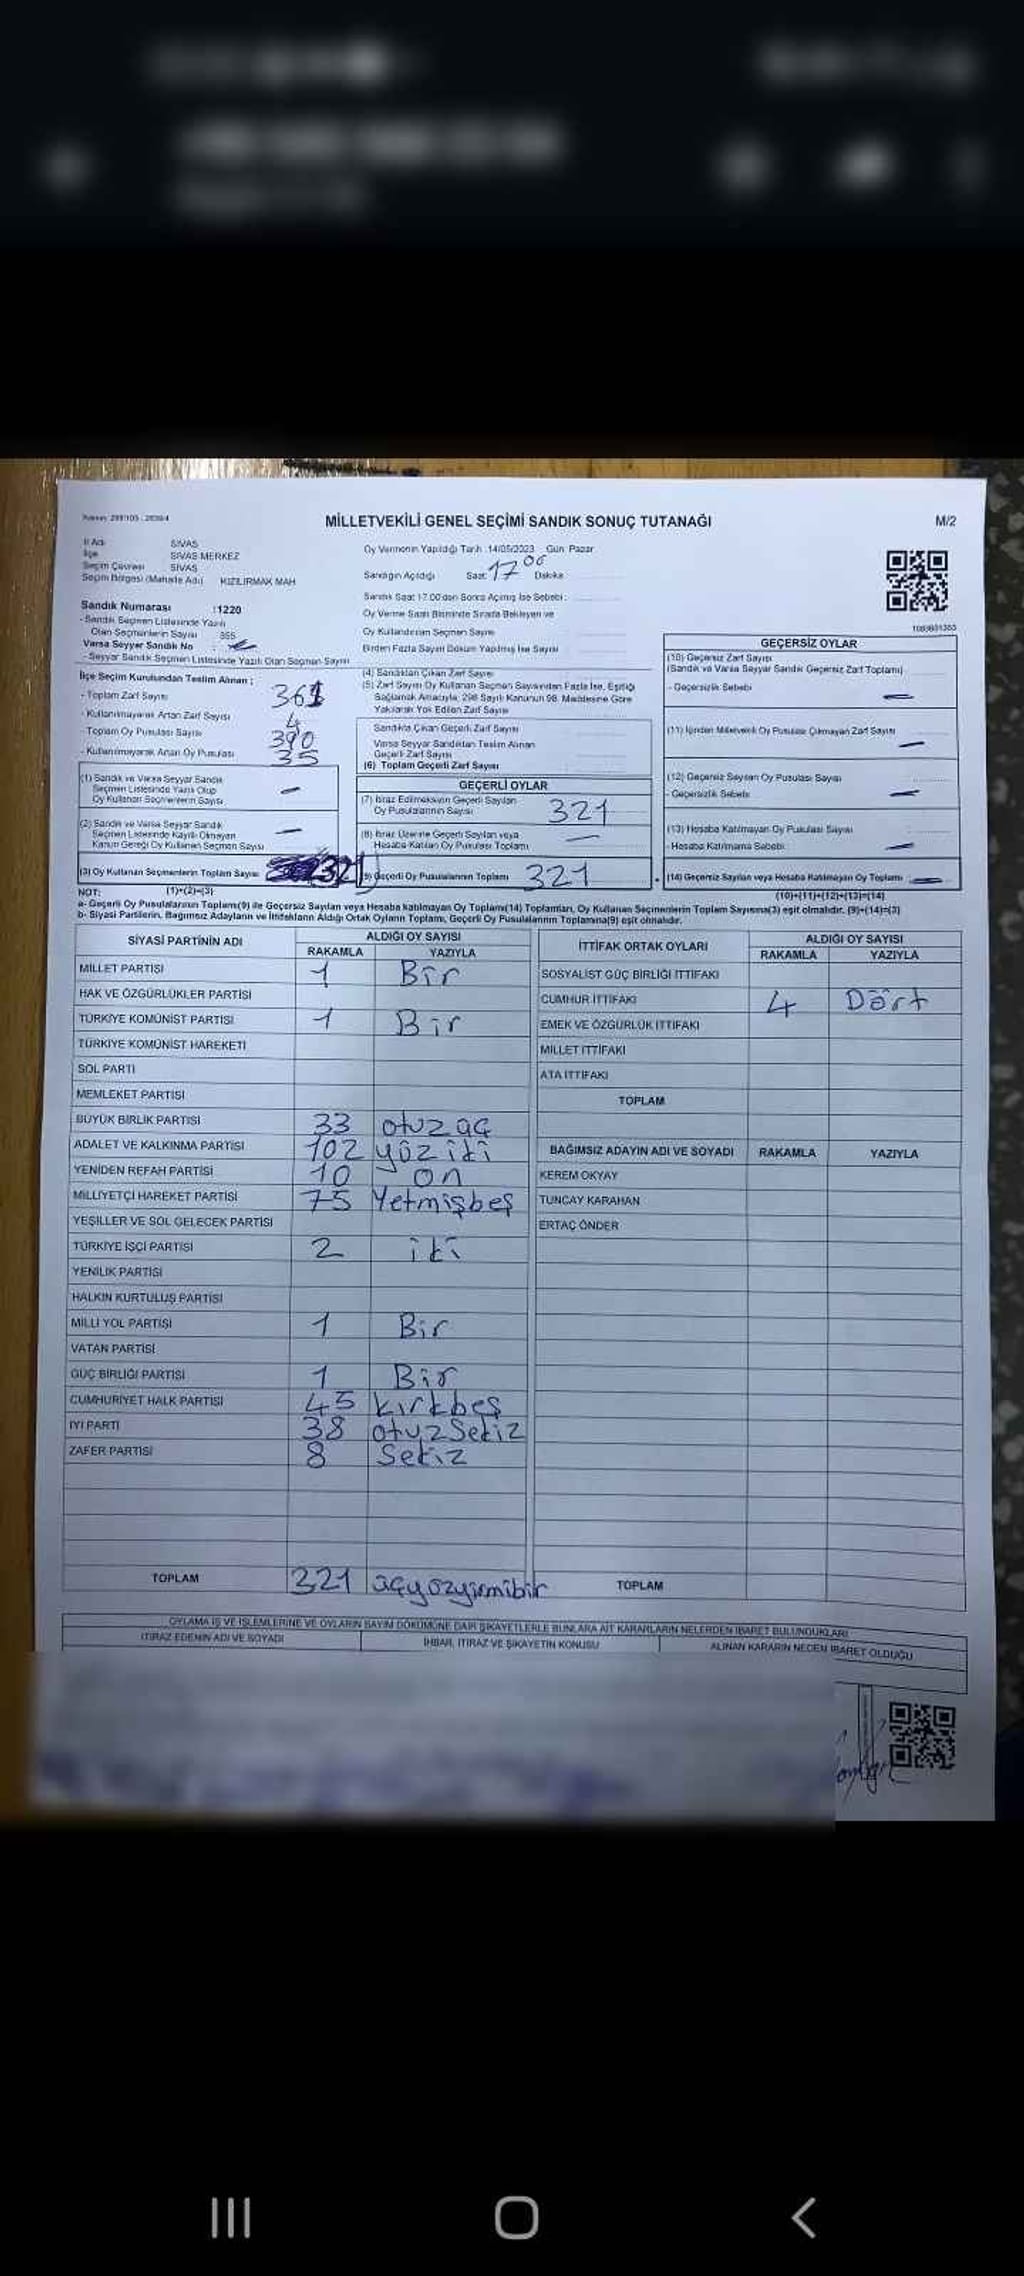 MİLLETVEKİLİ GENEL SEÇİMİ SANDIK SONUÇ TUTANAĞI
M/2
İl Adı SİVAS
İlçe SİVAS MERKEZ
Seçim Çevresi SİVAS
Seçim Bölgesi (Mahalle Adı) KIZILIRMAK MAH
Sandık Numarası :1220
- Sandık Seçmen Listesinde Yazılı
Olan Seçmenlerin Sayısı 355
Varsa Seyyar Sandık No :
- Seyyar Sandık Seçmen Listesinde Yazılı Olan Seçmen Sayısı
Oy Vermenin Yapıldığı Tarih :14/05/2023 Gün: Pazar
Sandığın Açıldığı Saat: 17 00 Dakika
Sandık Saat 17.00'den Sonra Açılmış İse Sebebi:
Oy Verme Saati Bitiminde Sırada Bekleyen ve
Oy Kullandırılan Seçmen Sayısı
Birden Fazla Sayım Döküm Yapılmış İse Sayısı
1089601303
İlçe Seçim Kurulundan Teslim Alınan :
- Toplam Zarf Sayısı 361
- Kullanılmayarak Artan Zarf Sayısı 4
- Toplam Oy Pusulası Sayısı 390
- Kullanılmayarak Artan Oy Pusulası 35
(1) Sandık ve Varsa Seyyar Sandık
Seçmen Listesinde Yazılı Olup
Oy Kullanan Seçmenlerin Sayısı –
(2) Sandık ve Varsa Seyyar Sandık
Seçmen Listesinde Kayıtlı Olmayan
Kanun Gereği Oy Kullanan Seçmen Sayısı –
(3) Oy Kullanan Seçmenlerin Toplam Sayısı 321
(4) Sandıktan Çıkan Zarf Sayısı
(5) Zarf Sayısı Oy Kullanan Seçmen Sayısından Fazla İse, Eşitliği
Sağlamak Amacıyla, 298 Sayılı Kanunun 98. Maddesine Göre
Yakılarak Yok Edilen Zarf Sayısı
Sandıkta Çıkan Geçerli Zarf Sayısı
Varsa Seyyar Sandıktan Teslim Alınan
Geçerli Zarf Sayısı
(6) Toplam Geçerli Zarf Sayısı
GEÇERLİ OYLAR
(7) İtiraz Edilmeksizin Geçerli Sayılan
Oy Pusulalarının Sayısı 321
(8) İtiraz Üzerine Geçerli Sayılan veya
Hesaba Katılan Oy Pusulası Toplamı –
(9) Geçerli Oy Pusulalarının Toplamı 321
GEÇERSİZ OYLAR
(10) Geçersiz Zarf Sayısı
(Sandık ve Varsa Seyyar Sandık Geçersiz Zarf Toplamı)
- Geçersizlik Sebebi –
(11) İçinden Milletvekili Oy Pusulası Çıkmayan Zarf Sayısı –
(12) Geçersiz Sayılan Oy Pusulası Sayısı
- Geçersizlik Sebebi –
(13) Hesaba Katılmayan Oy Pusulası Sayısı
- Hesaba Katılmama Sebebi –
(14) Geçersiz Sayılan veya Hesaba Katılmayan Oy Toplamı –
NOT: (1)+(2)=(3) (10)+(11)+(12)+(13)=(14)
a- Geçerli Oy Pusulalarının Toplamı(9) ile Geçersiz Sayılan veya Hesaba Katılmayan Oy Toplamı(14) Toplamları, Oy Kullanan Seçmenlerin Toplam Sayısına(3) eşit olmalıdır. (9)+(14)=(3)
b- Siyasi Partilerin, Bağımsız Adayların ve İttifakların Aldığı Ortak Oyların Toplamı, Geçerli Oy Pusulalarının Toplamına(9) eşit olmalıdır.
SİYASİ PARTİNİN ADI ALDIĞI OY SAYISI
RAKAMLA YAZIYLA
MİLLET PARTİSİ 1 Bir
HAK VE ÖZGÜRLÜKLER PARTİSİ
TÜRKİYE KOMÜNİST PARTİSİ 1 Bir
TÜRKİYE KOMÜNİST HAREKETİ
SOL PARTİ
MEMLEKET PARTİSİ
BÜYÜK BİRLİK PARTİSİ 33 otuz üç
ADALET VE KALKINMA PARTİSİ 102 yüz iki
YENİDEN REFAH PARTİSİ 10 on
MİLLİYETÇİ HAREKET PARTİSİ 75 Yetmişbeş
YEŞİLLER VE SOL GELECEK PARTİSİ
TÜRKİYE İŞÇİ PARTİSİ 2 iki
YENİLİK PARTİSİ
HALKIN KURTULUŞ PARTİSİ
MİLLİ YOL PARTİSİ 1 Bir
VATAN PARTİSİ
GÜÇ BİRLİĞİ PARTİSİ 1 Bir
CUMHURİYET HALK PARTİSİ 45 kırkbeş
İYİ PARTİ 38 otuzSekiz
ZAFER PARTİSİ 8 Sekiz
TOPLAM 321 üçyüzyirmibir
İTTİFAK ORTAK OYLARI ALDIĞI OY SAYISI
RAKAMLA YAZIYLA
SOSYALİST GÜÇ BİRLİĞİ İTTİFAKI
CUMHUR İTTİFAKI 4 Dört
EMEK VE ÖZGÜRLÜK İTTİFAKI
MİLLET İTTİFAKI
ATA İTTİFAKI
TOPLAM
BAĞIMSIZ ADAYIN ADI VE SOYADI RAKAMLA YAZIYLA
KEREM OKYAY
TUNCAY KARAHAN
ERTAÇ ÖNDER
TOPLAM
OYLAMA İŞ VE İŞLEMLERİNE VE OYLARIN SAYIM DÖKÜMÜNE DAİR ŞİKAYETLERLE BUNLARA AİT KARARLARIN NELERDEN İBARET BULUNDUKLARI
İTİRAZ EDENİN ADI VE SOYADI İHBAR, İTİRAZ VE ŞİKAYETİN KONUSU ALINAN KARARIN NEDEN İBARET OLDUĞU